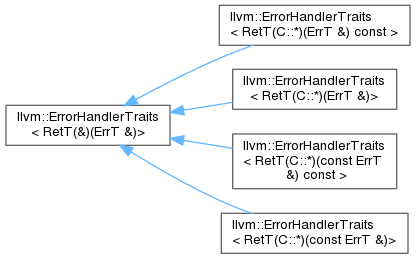 llvm::ErrorHandlerTraits
< RetT(C::*)(ErrT &) const >
llvm::ErrorHandlerTraits
< RetT(C::*)(ErrT &)>
llvm::ErrorHandlerTraits
< RetT(&)(ErrT &)>
llvm::ErrorHandlerTraits
< RetT(C::*)(const ErrT
&) const >
llvm::ErrorHandlerTraits
< RetT(C::*)(const ErrT &)>